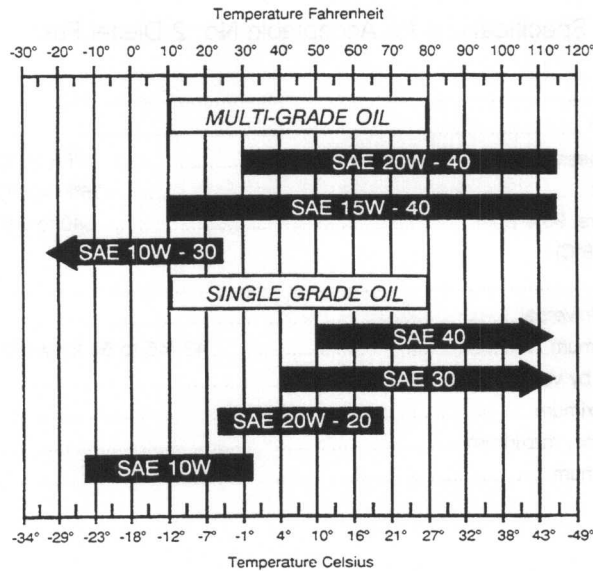 Temperature Fahrenheit
-30° -20° -10° 0° 10° 20° 30° 40° 50° 60° 70° 80° 90° 100° 110° 120°
MULTI-GRADE OIL
SAE 20W - 40
SAE 15W - 40
SAE 10W - 30
SINGLE GRADE OIL
SAE 40
SAE 30
SAE 20W - 20
SAE 10W
-34° -29° -23° -10° -12° -7° -1° 4° 10° 16° 21° 27° 32° 38° 43° -49°
Temperature Celsius